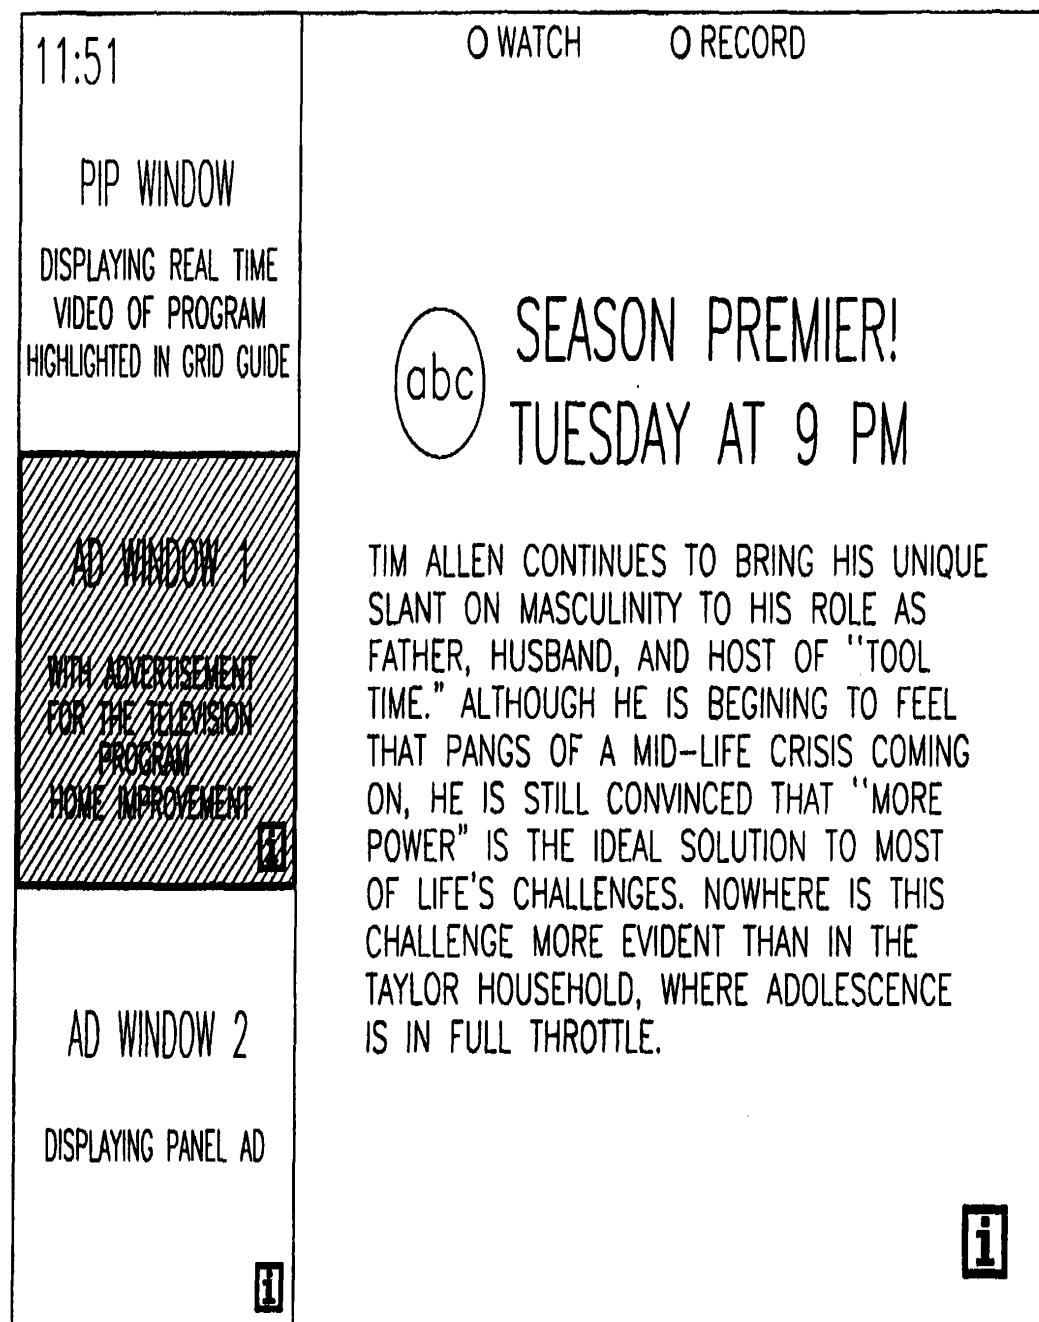 11:51
O WATCH O RECORD
PIP WINDOW
DISPLAYING REAL TIME
VIDEO OF PROGRAM
HIGHLIGHTED IN GRID GUIDE
AD WINDOW 1
WITH ADVERTISEMENT
FOR THE TELEVISION
PROGRAM
HOME IMPROVEMENT
i
AD WINDOW 2
DISPLAYING PANEL AD
i
abc
SEASON PREMIER!
TUESDAY AT 9 PM
TIM ALLEN CONTINUES TO BRING HIS UNIQUE
SLANT ON MASCULINITY TO HIS ROLE AS
FATHER, HUSBAND, AND HOST OF "TOOL
TIME." ALTHOUGH HE IS BEGINING TO FEEL
THAT PANGS OF A MID-LIFE CRISIS COMING
ON, HE IS STILL CONVINCED THAT "MORE
POWER" IS THE IDEAL SOLUTION TO MOST
OF LIFE'S CHALLENGES. NOWHERE IS THIS
CHALLENGE MORE EVIDENT THAN IN THE
TAYLOR HOUSEHOLD, WHERE ADOLESCENCE
IS IN FULL THROTTLE.
i